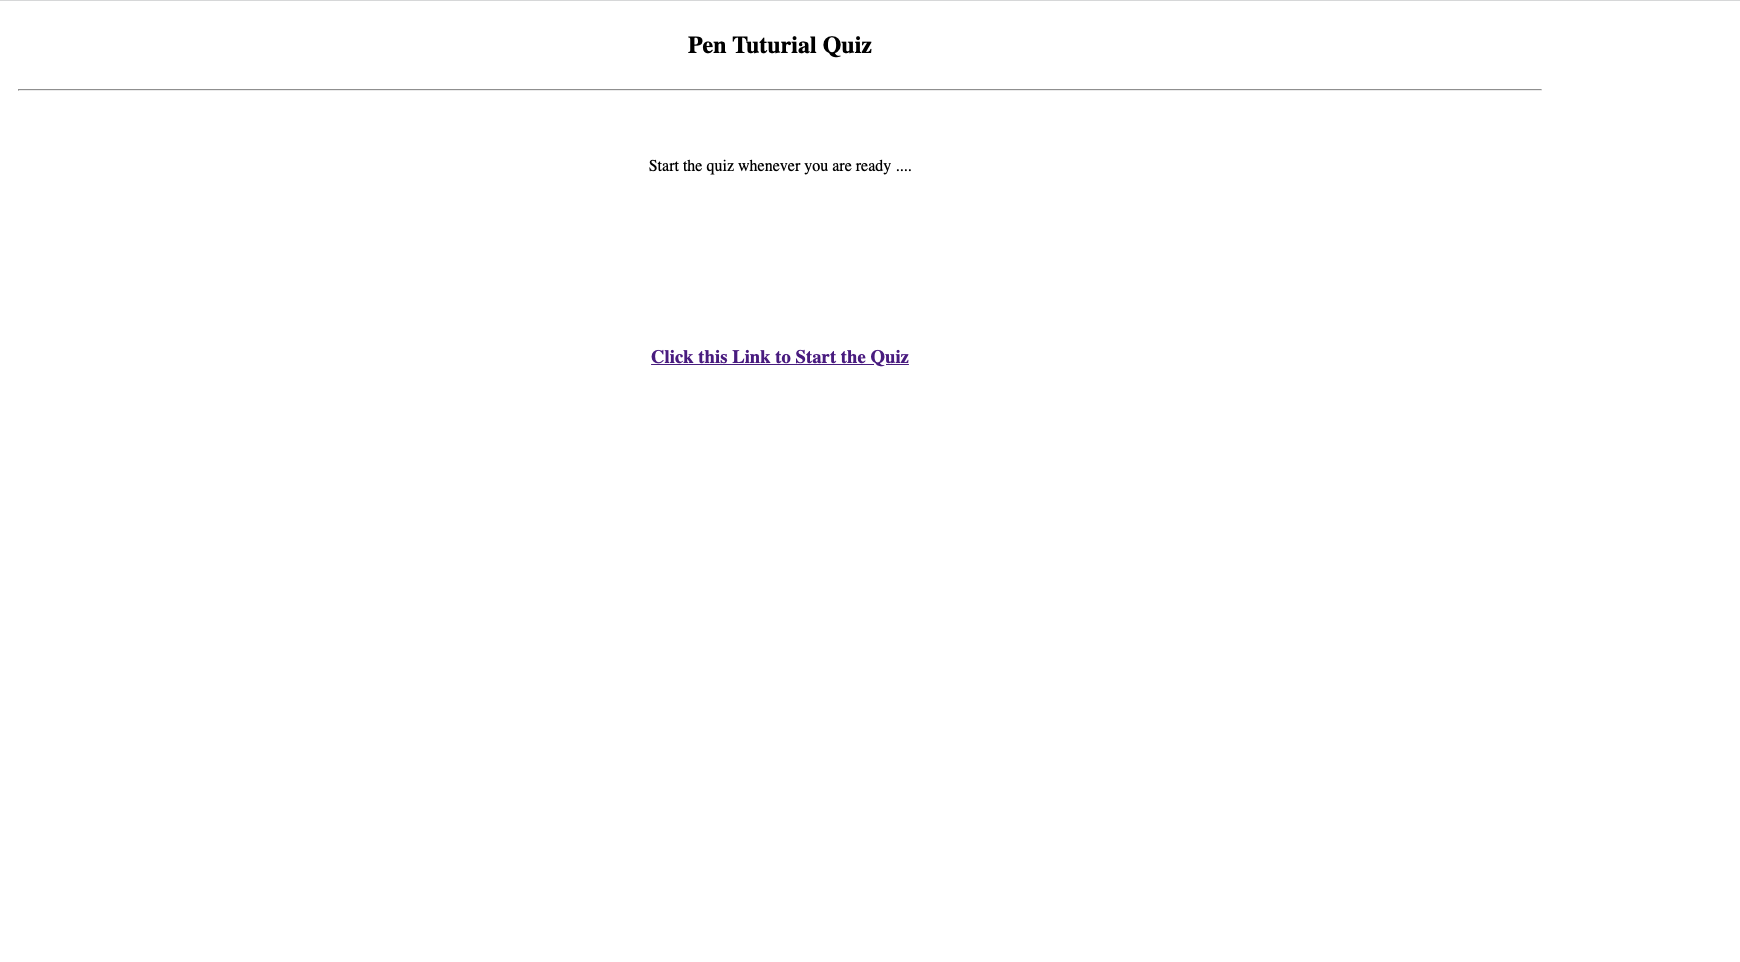 Pen Tuturial Quiz
Start the quiz whenever you are ready ....
Click this Link to Start the Quiz